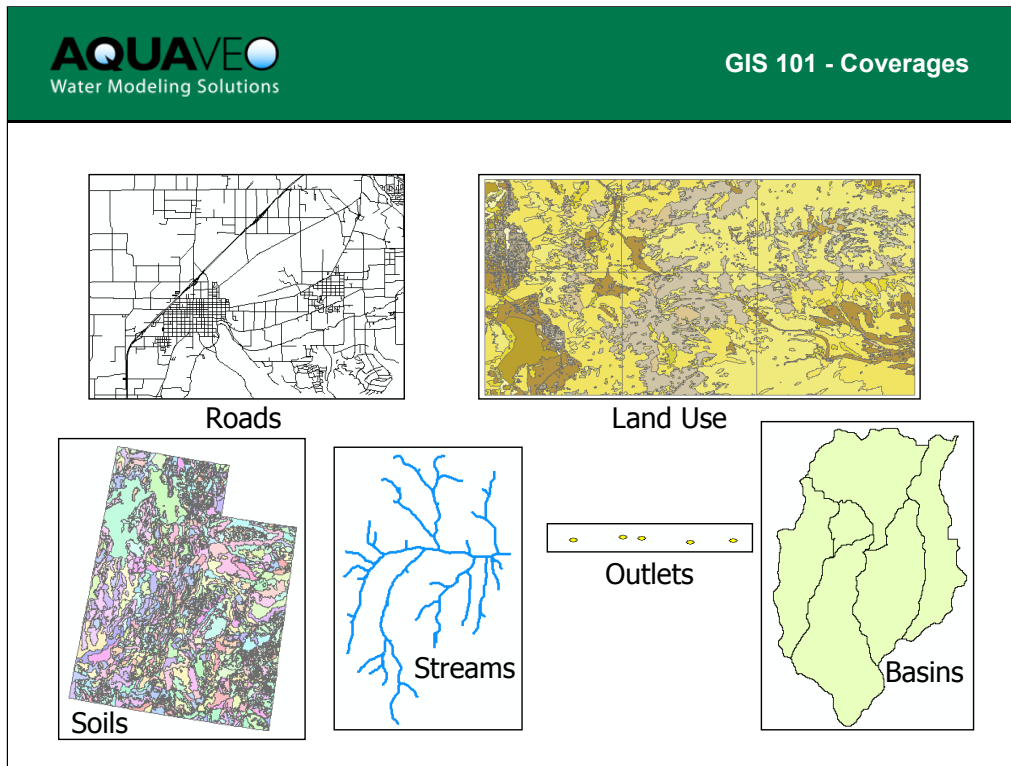 AQUAVEO
Water Modeling Solutions
GIS 101 - Coverages
Roads
Land Use
Soils
Streams
Outlets
Basins